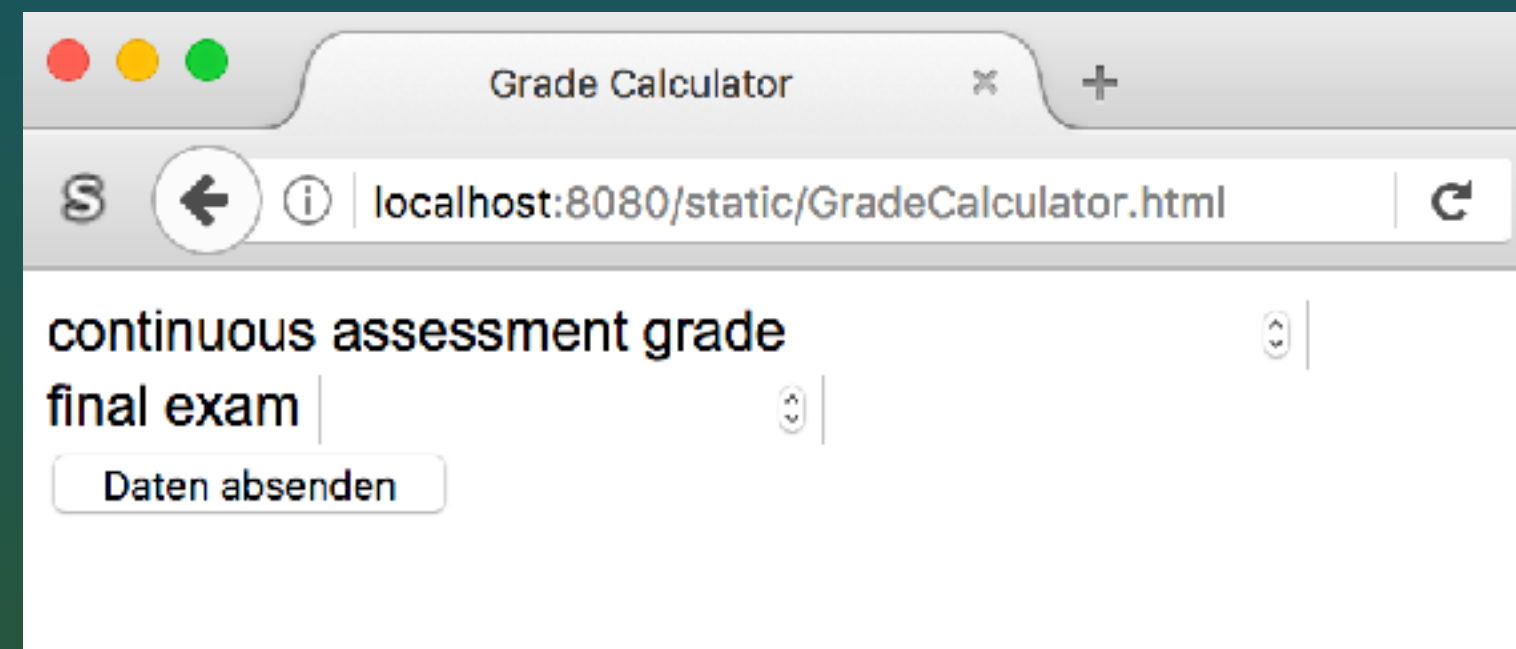 Grade Calculator
S localhost:8080/static/GradeCalculator.html
continuous assessment grade
final exam
Daten absenden